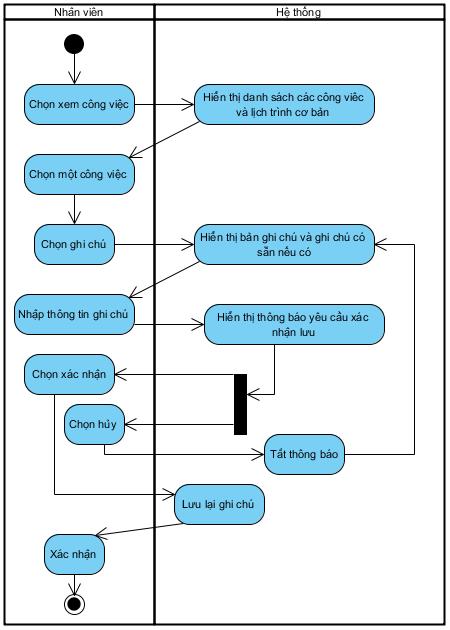 Nhân viên
Hệ thống
Chọn xem công việc
Hiển thị danh sách các công viêc
và lịch trình cơ bản
Chọn một công việc
Chọn ghi chú
Hiển thị bản ghi chú và ghi chú có
sẵn nếu có
Nhập thông tin ghi chú
Hiển thị thông báo yêu cầu xác
nhận lưu
Chọn xác nhận
Chọn hủy
Tắt thông báo
Lưu lại ghi chú
Xác nhận